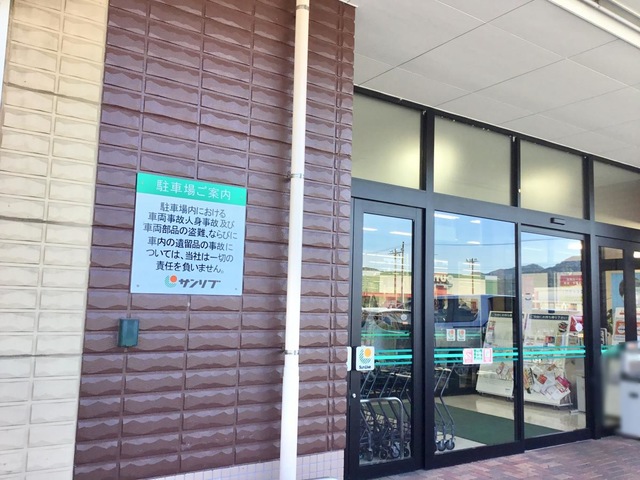 駐車場ご案内
駐車場内における
車両事故、人身事故及び
車両部品の盗難、ならびに
車内の遺留品の事故に
ついては、当社は一切の
責任を負いません。
サンリブ